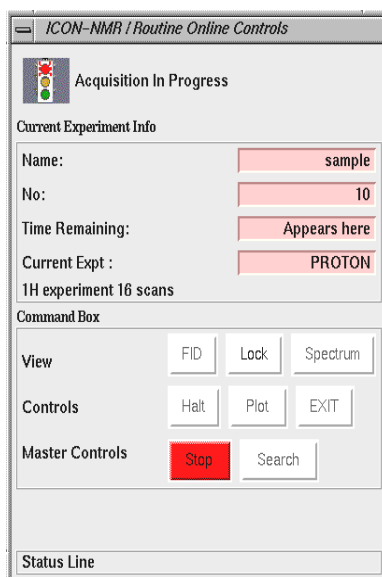 ICON-NMR / Routine Online Controls
Acquisition In Progress
Current Experiment Info
Name: sample
No: 10
Time Remaining: Appears here
Current Expt : PROTON
1H experiment 16 scans
Command Box
View FID Lock Spectrum
Controls Halt Plot EXIT
Master Controls Stop Search
Status Line